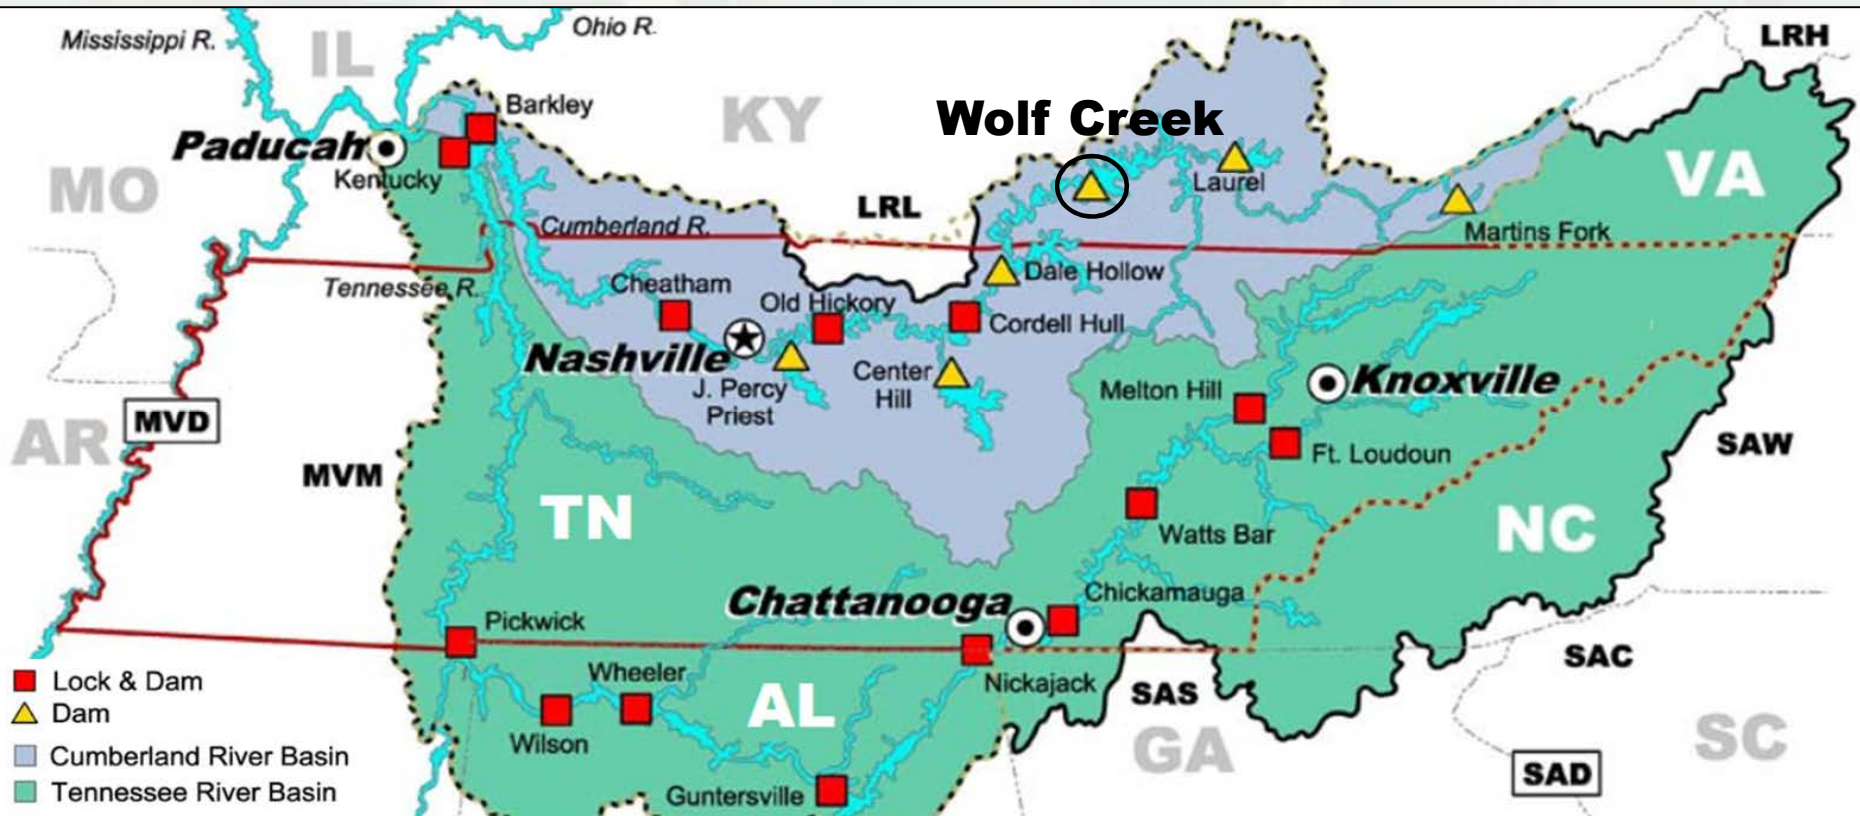 Mississippi R.
IL
Ohio R.
LRH
Barkley
KY
Wolf Creek
Paducah
Kentucky
MO
VA
Laurel
LRL
Martins Fork
Cumberland R.
Tennessee R.
Cheatham
Old Hickory
Dale Hollow
Cordell Hull
Nashville
J. Percy
Priest
Center
Hill
Melton Hill
Knoxville
MVD
AR
MVM
SAW
Ft. Loudoun
TN
Watts Bar
NC
Chattanooga
Chickamauga
Pickwick
SAC
Wheeler
Nickajack
SAS
AL
Wilson
GA
SC
SAD
Guntersville
Lock & Dam
Dam
Cumberland River Basin
Tennessee River Basin